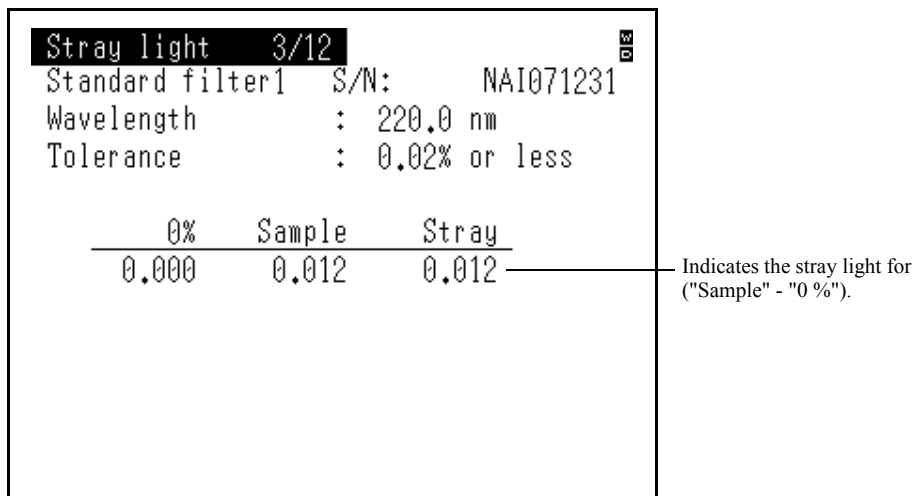 Stray light 3/12
W D
Standard filter1 S/N: NAI071231
Wavelength : 220.0 nm
Tolerance : 0.02% or less
0% Sample Stray
0.000 0.012 0.012
Indicates the stray light for
("Sample" - "0 %").